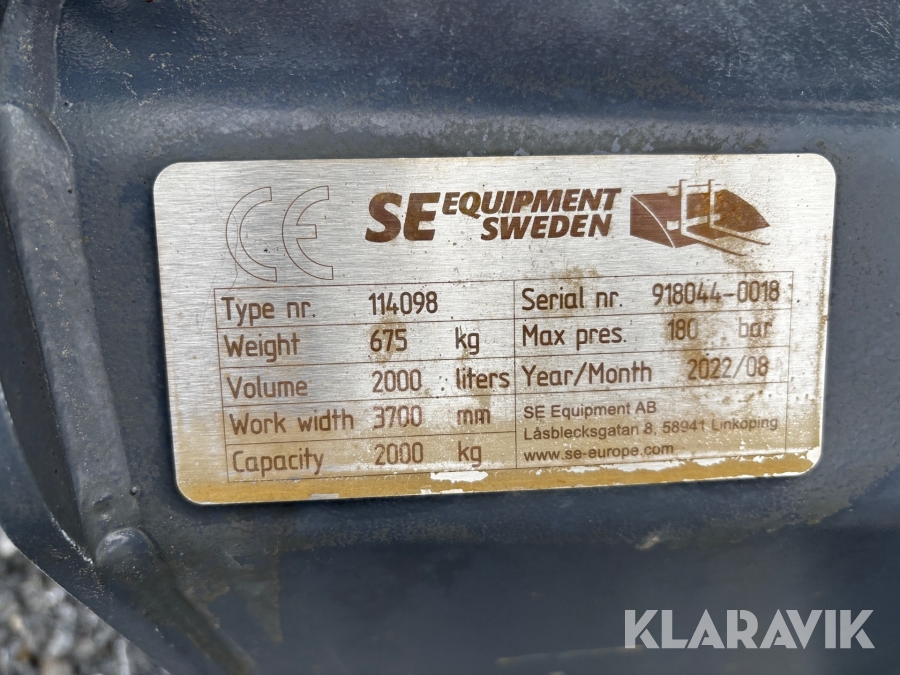 CE SE EQUIPMENT
SWEDEN
Type nr. 114098
Weight 675 kg
Volume 2000 liters
Work width 3700 mm
Capacity 2000 kg
Serial nr. 918044-0018
Max pres. 180 bar
Year/Month 2022/08
SE Equipment AB
Låsblecksgatan 8, 58941 Linköping
www.se-europe.com
KLARAVIK